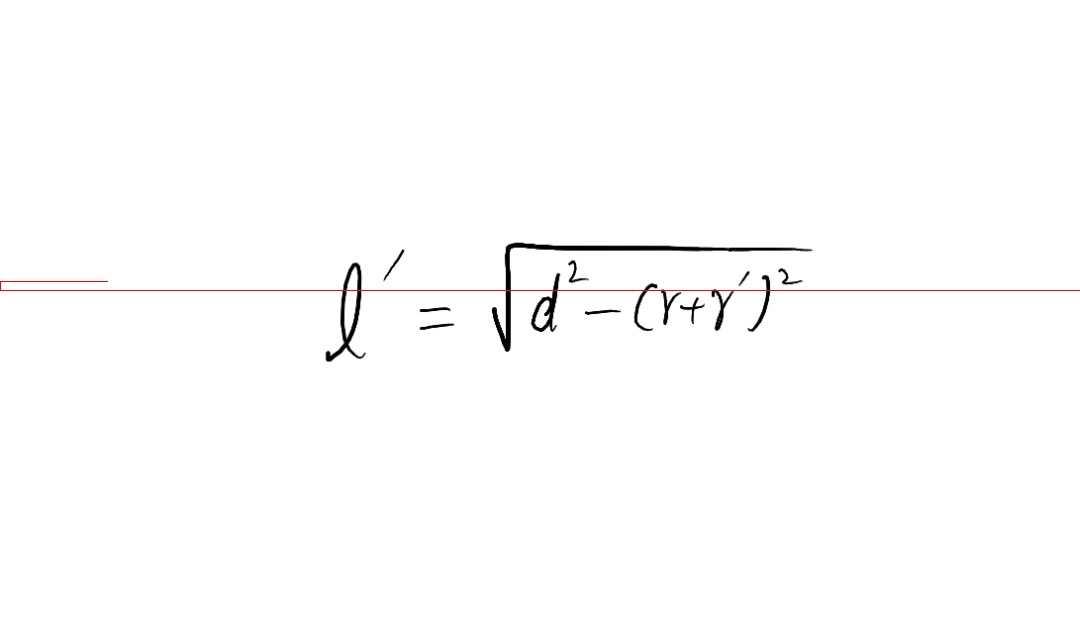 l′ = √(d² − (r + r′)²)